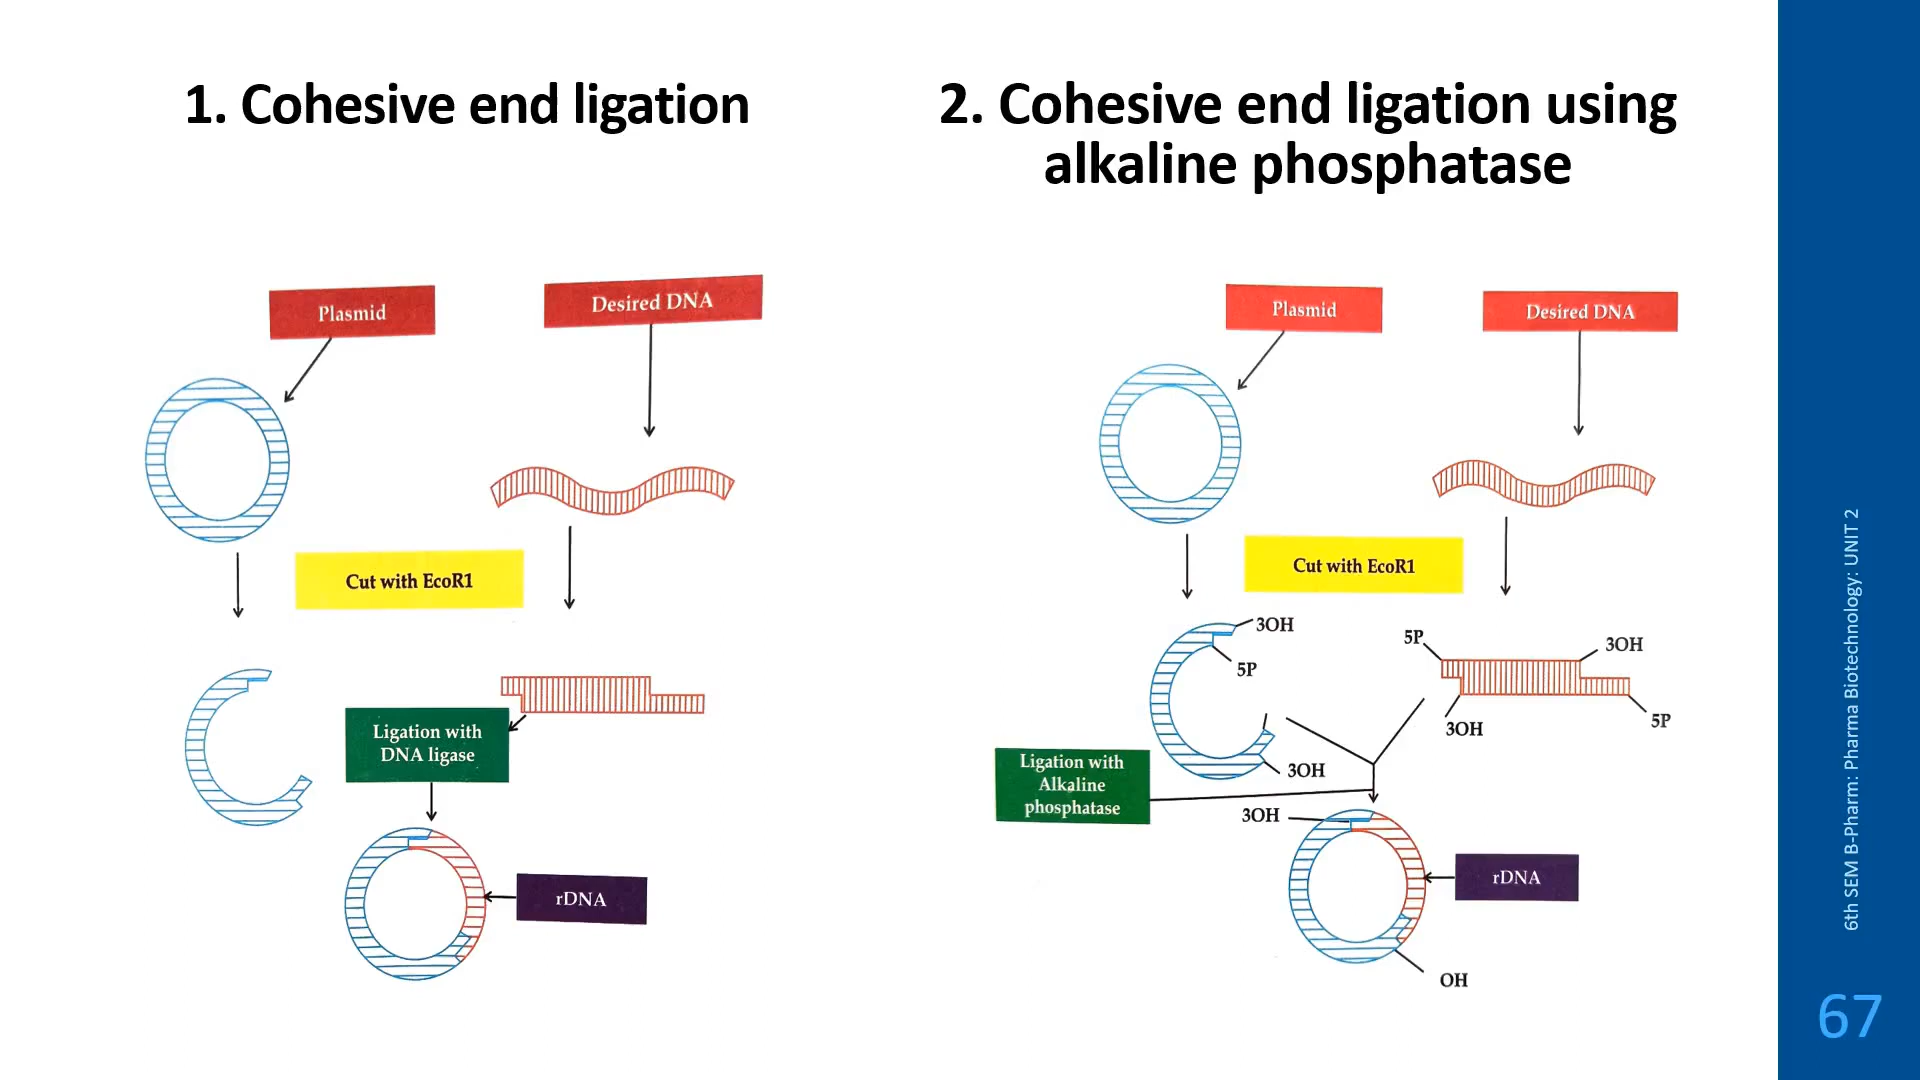 1. Cohesive end ligation
Plasmid
Desired DNA
Cut with EcoR1
Ligation with
DNA ligase
rDNA
2. Cohesive end ligation using
alkaline phosphatase
Plasmid
Desired DNA
Cut with EcoR1
3OH
5P
5P
3OH
3OH
5P
3OH
Ligation with
Alkaline
phosphatase
3OH
rDNA
OH
6th SEM B-Pharm: Pharma Biotechnology: UNIT 2
67